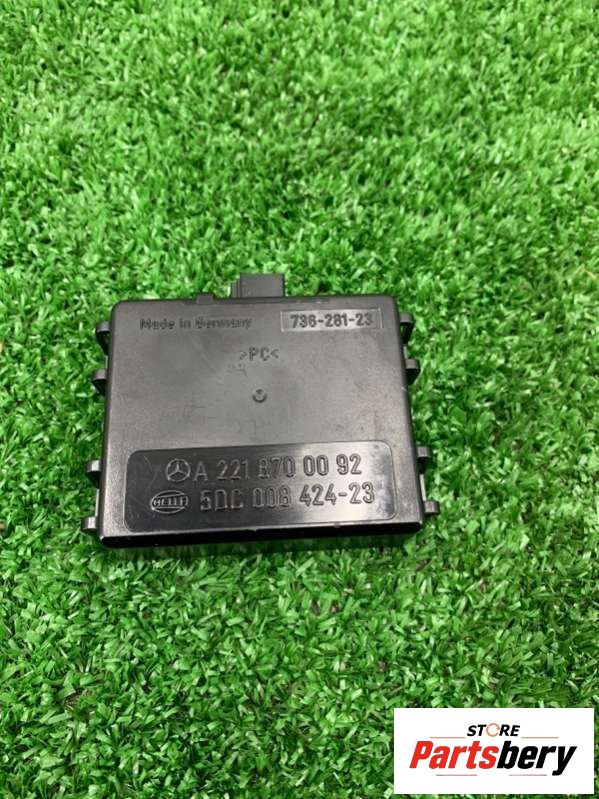 Made in Germany 736-281-23
>PC<
A 221 870 00 92
HELLA 5DC 008 424-23
STORE
Partsbery